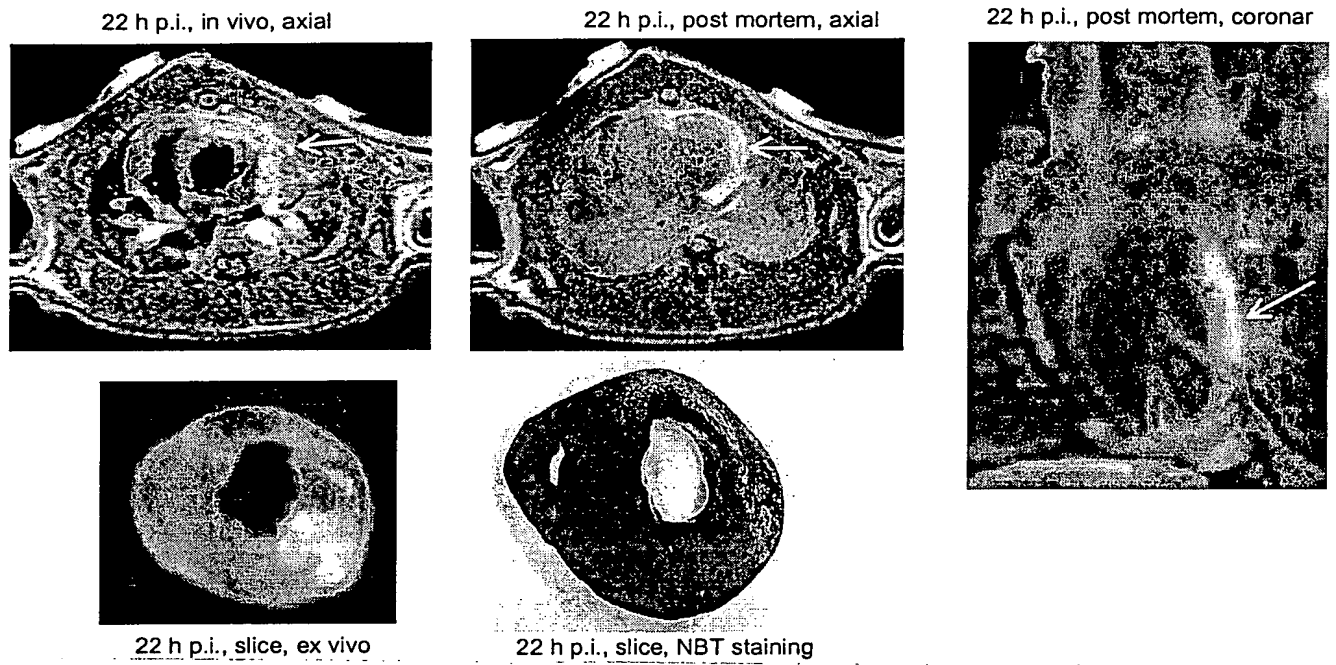 22 h p.i., in vivo, axial
22 h p.i., post mortem, axial
22 h p.i., post mortem, coronar
22 h p.i., slice, ex vivo
22 h p.i., slice, NBT staining